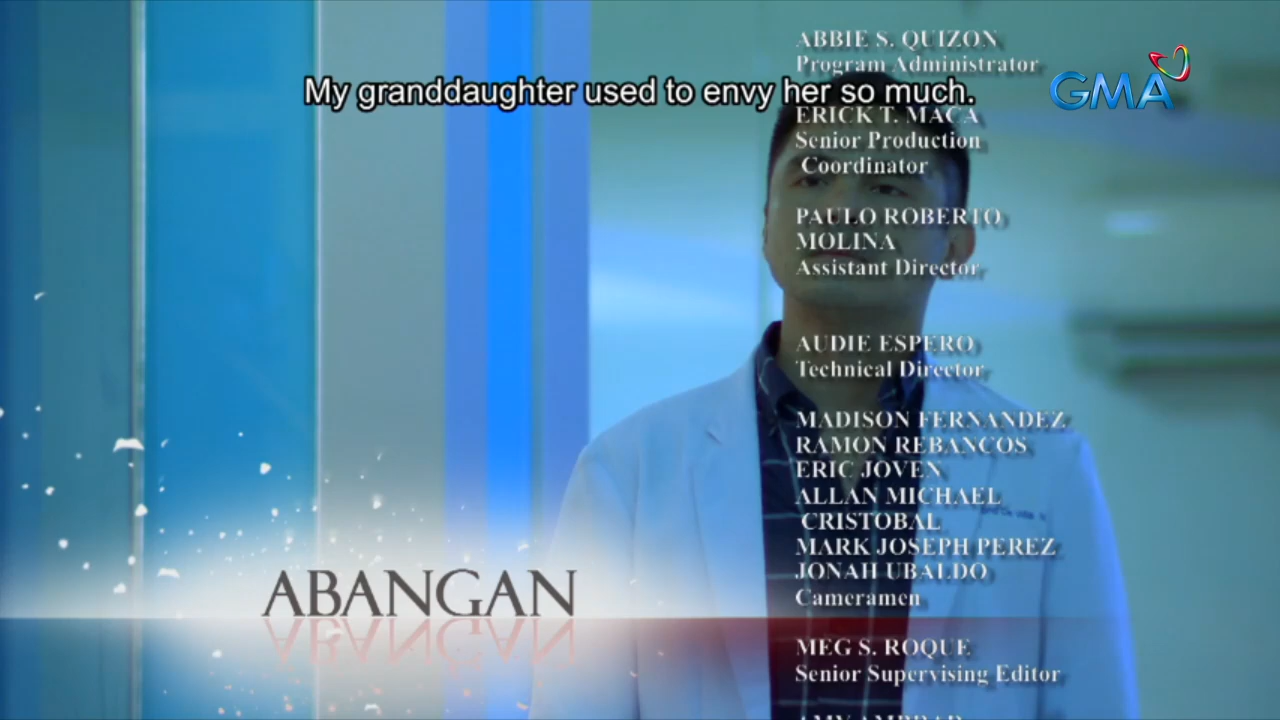 ABBIE S. QUIZON
Program Administrator
My granddaughter used to envy her so much.
GMA
ERICK T. MACA
Senior Production
Coordinator
PAULO ROBERTO
MOLINA
Assistant Director
AUDIE ESPERO
Technical Director
MADISON FERNANDEZ
RAMON REBANCOS
ERIC JOVEN
ALLAN MICHAEL
CRISTOBAL
MARK JOSEPH PEREZ
JONAH UBALDO
Cameramen
ABANGAN
MEG S. ROQUE
Senior Supervising Editor